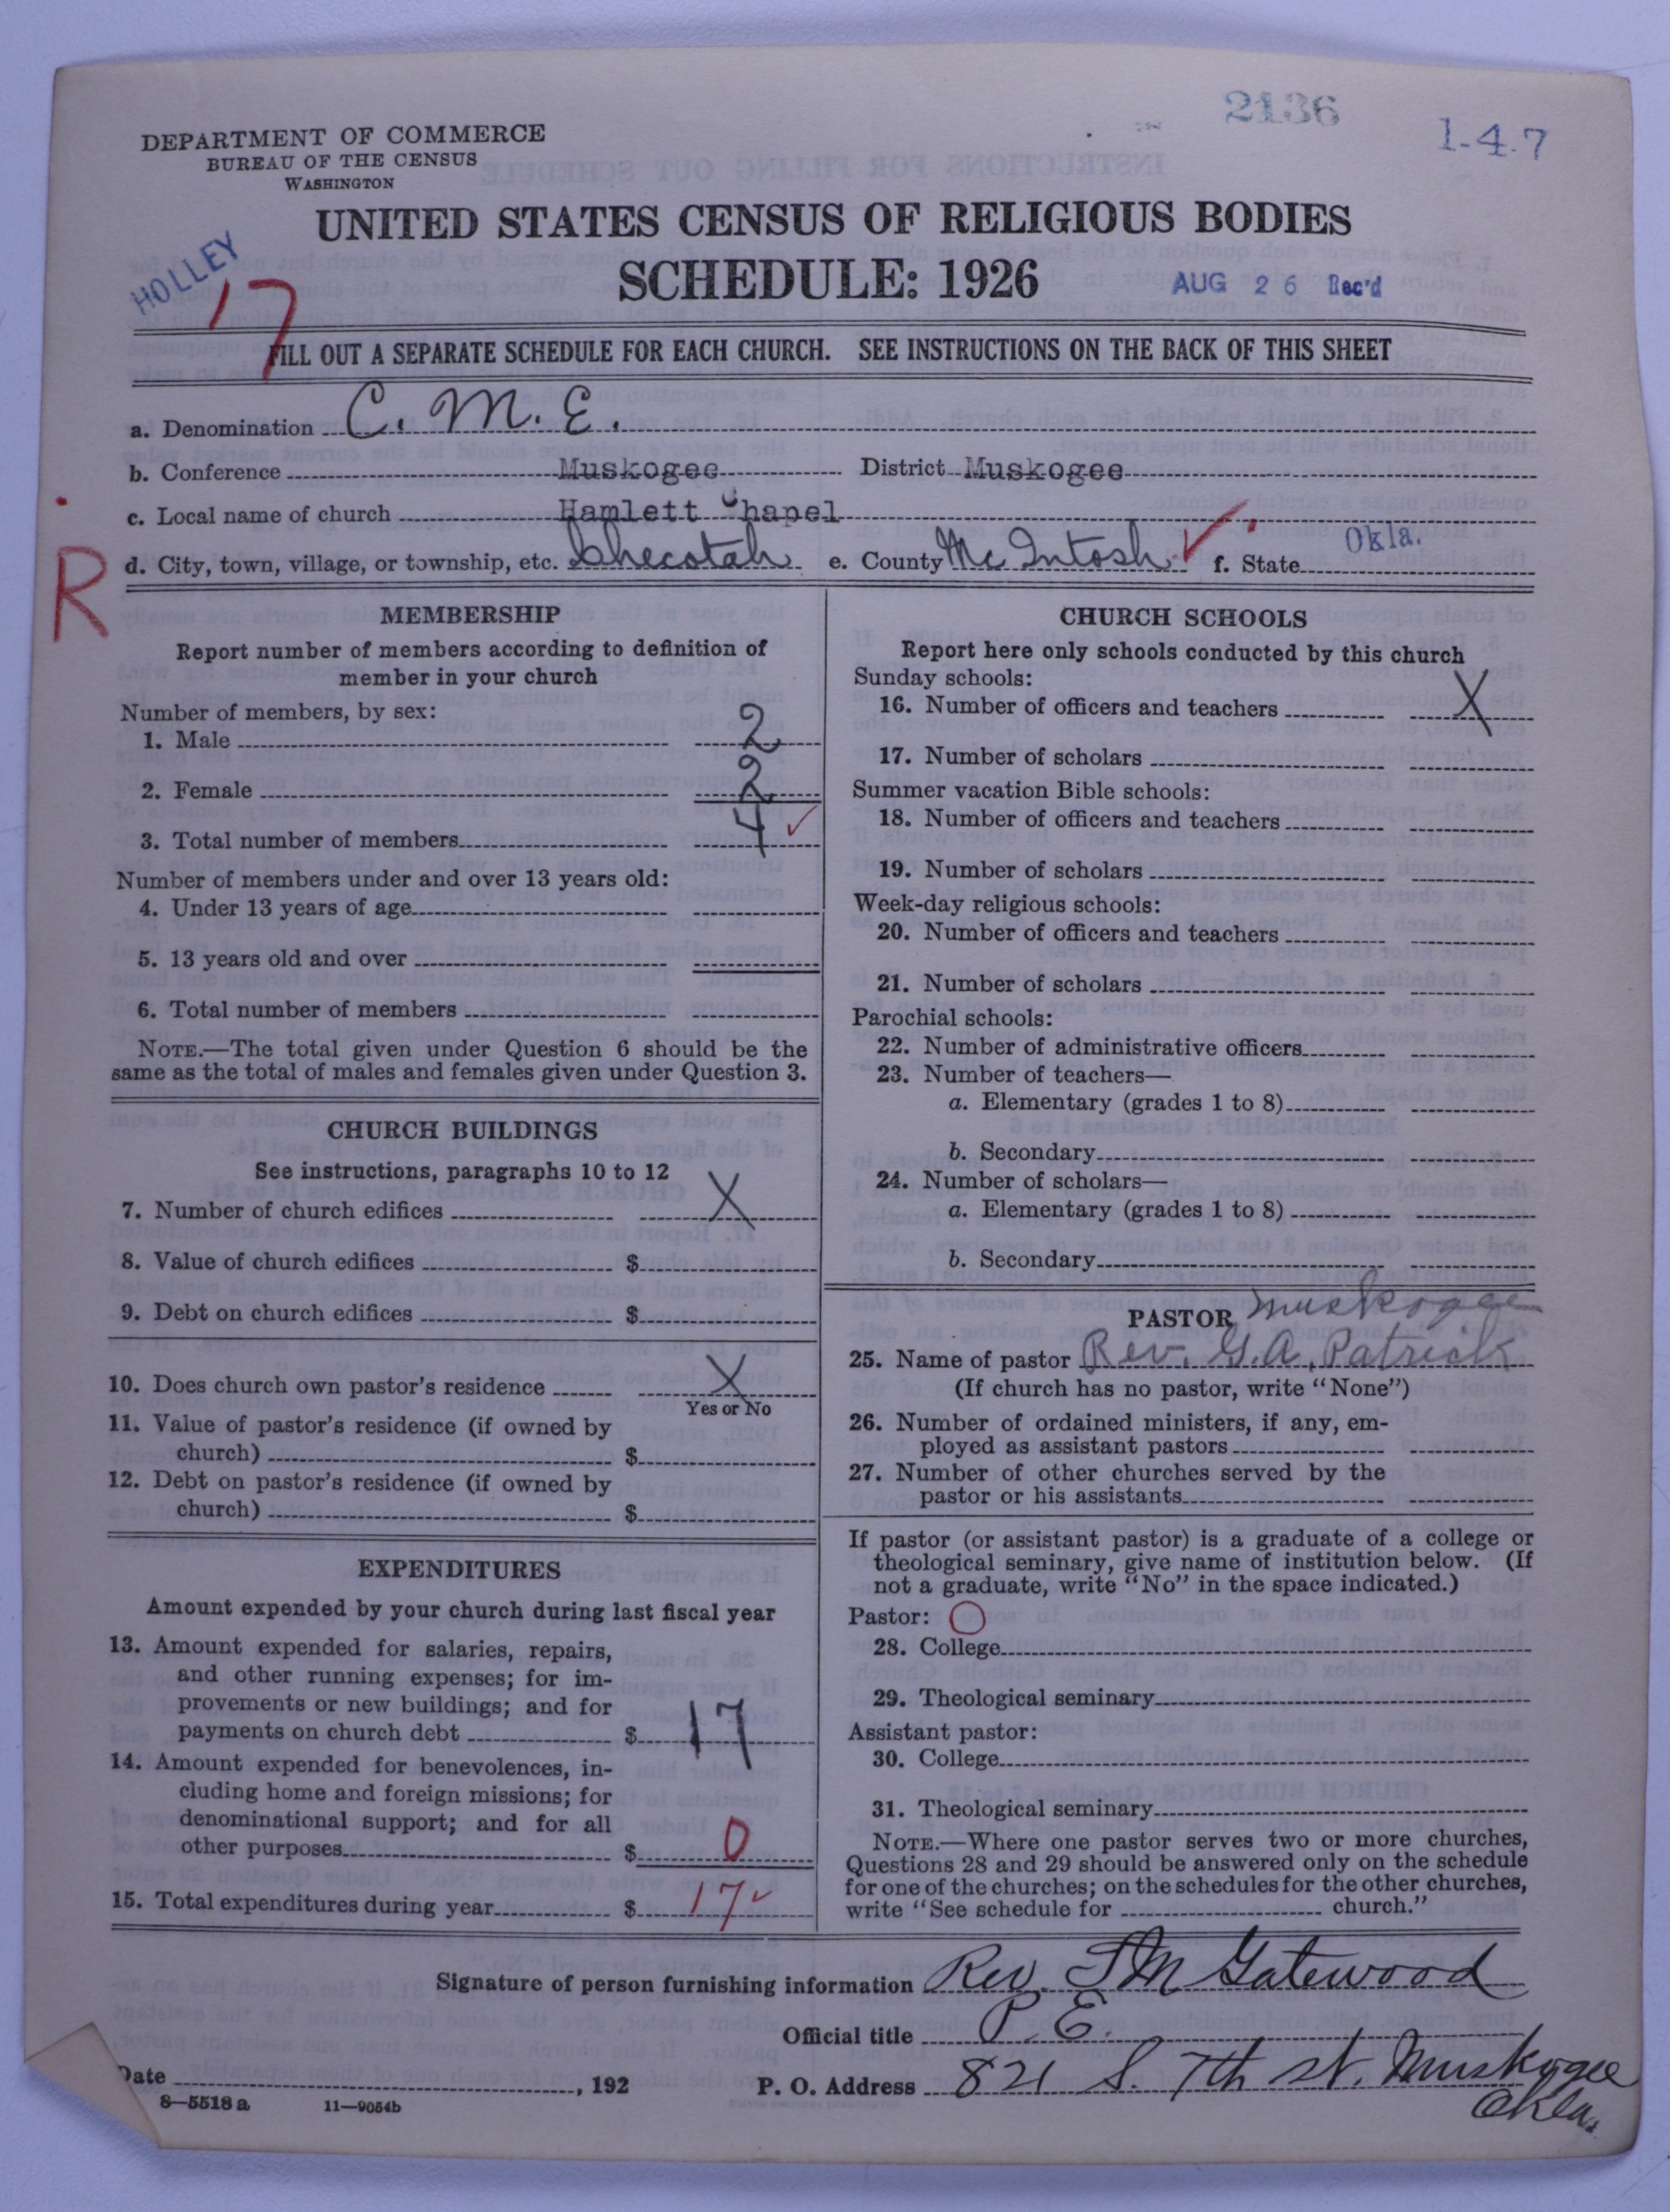 2136
1-4-7
DEPARTMENT OF COMMERCE
BUREAU OF THE CENSUS
WASHINGTON
UNITED STATES CENSUS OF RELIGIOUS BODIES
SCHEDULE: 1926
HOLLEY
17
AUG 26 Rec'd
FILL OUT A SEPARATE SCHEDULE FOR EACH CHURCH. SEE INSTRUCTIONS ON THE BACK OF THIS SHEET
a. Denomination C. M. E.
b. Conference Muskogee District Muskogee
c. Local name of church Hamlett Chapel
R
d. City, town, village, or township, etc. Checotah e. County McIntosh ✓ f. State Okla.
MEMBERSHIP
Report number of members according to definition of
member in your church
Number of members, by sex:
1. Male 2
2. Female 2
3. Total number of members 4 ✓
Number of members under and over 13 years old:
4. Under 13 years of age
5. 13 years old and over
6. Total number of members
NOTE.—The total given under Question 6 should be the
same as the total of males and females given under Question 3.
CHURCH BUILDINGS
See instructions, paragraphs 10 to 12
7. Number of church edifices X
8. Value of church edifices $
9. Debt on church edifices $
10. Does church own pastor's residence X
Yes or No
11. Value of pastor's residence (if owned by
church) $
12. Debt on pastor's residence (if owned by
church) $
EXPENDITURES
Amount expended by your church during last fiscal year
13. Amount expended for salaries, repairs,
and other running expenses; for im-
provements or new buildings; and for
payments on church debt $ 17
14. Amount expended for benevolences, in-
cluding home and foreign missions; for
denominational support; and for all
other purposes $ 0
15. Total expenditures during year $ 17 ✓
CHURCH SCHOOLS
Report here only schools conducted by this church
Sunday schools:
16. Number of officers and teachers X
17. Number of scholars
Summer vacation Bible schools:
18. Number of officers and teachers
19. Number of scholars
Week-day religious schools:
20. Number of officers and teachers
21. Number of scholars
Parochial schools:
22. Number of administrative officers
23. Number of teachers—
a. Elementary (grades 1 to 8)
b. Secondary
24. Number of scholars—
a. Elementary (grades 1 to 8)
b. Secondary
PASTOR Muskogee
25. Name of pastor Rev. G. A. Patrick
(If church has no pastor, write "None")
26. Number of ordained ministers, if any, em-
ployed as assistant pastors
27. Number of other churches served by the
pastor or his assistants
If pastor (or assistant pastor) is a graduate of a college or
theological seminary, give name of institution below. (If
not a graduate, write "No" in the space indicated.)
Pastor: O
28. College
29. Theological seminary
Assistant pastor:
30. College
31. Theological seminary
NOTE.—Where one pastor serves two or more churches,
Questions 28 and 29 should be answered only on the schedule
for one of the churches; on the schedules for the other churches,
write "See schedule for church."
Signature of person furnishing information Rev. S M Gatewood
Official title P. E.
Date , 192 P. O. Address 821 S. 7th St. Muskogee
Okla.
8—5518 a 11—9054b